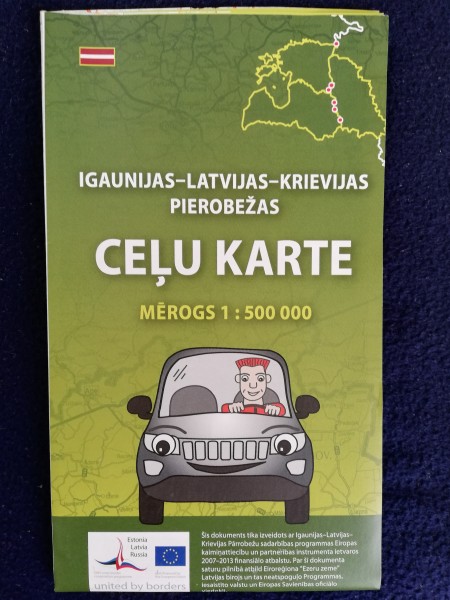 IGAUNIJAS–LATVIJAS–KRIEVIJAS
PIEROBEŽAS
CEĻU KARTE
MĒROGS 1 : 500 000
Estonia
Latvia
Russia
united by borders
Šis dokuments tika izveidots ar Igaunijas–Latvijas–
Krievijas Pārrobežu sadarbības programmas Eiropas
kaimiņattiecību un partnerības instrumenta ietvaros
2007–2013 finansiālo atbalstu. Par šī dokumenta
saturu pilnībā atbild Eiroreģiona "Ezeru zeme"
Latvijas birojs un tas neatspoguļo Programmas,
iesaistīto valstu un Eiropas Savienības oficiālo